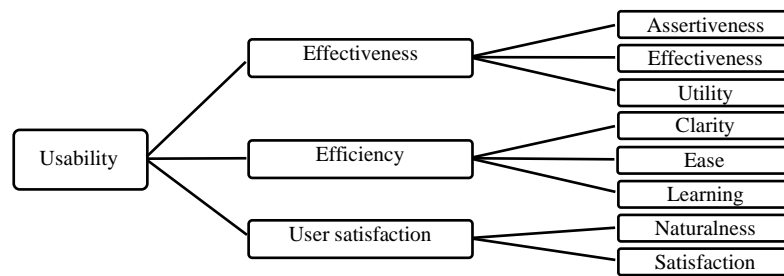 Usability
Effectiveness
Efficiency
User satisfaction
Assertiveness
Effectiveness
Utility
Clarity
Ease
Learning
Naturalness
Satisfaction